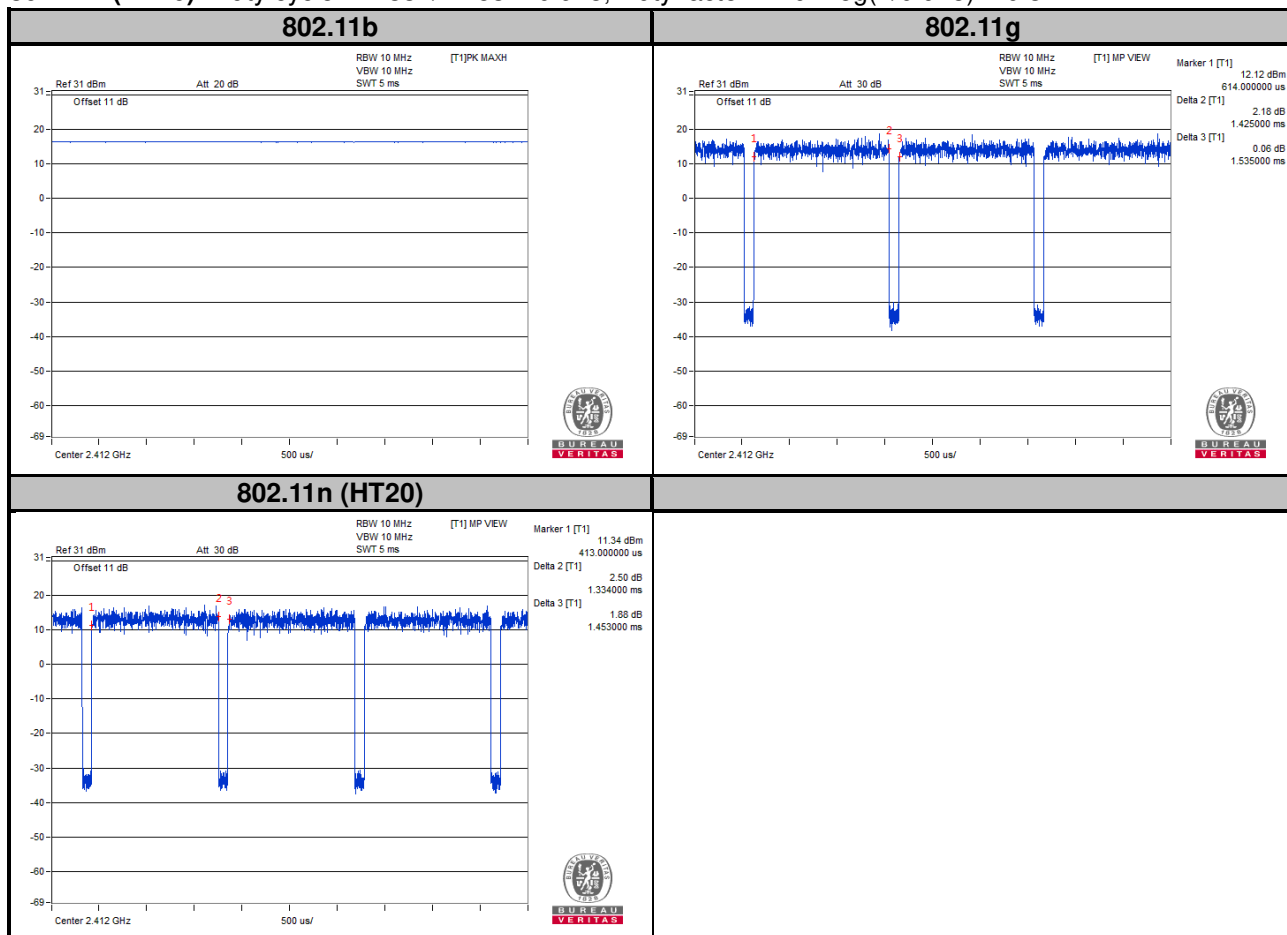 802.11b
RBW 10 MHz [T1]PK MAXH
VBW 10 MHz
Ref 31 dBm Att 20 dB SWT 5 ms
31
Offset 11 dB
20
10
0
-10
-20
-30
-40
-50
-60
-69
Center 2.412 GHz 500 us/
BUREAU VERITAS
1828
BUREAU
VERITAS
802.11g
RBW 10 MHz [T1] MP VIEW
VBW 10 MHz
Ref 31 dBm Att 30 dB SWT 5 ms
Marker 1 [T1]
12.12 dBm
614.000000 us
Delta 2 [T1]
2.18 dB
1.425000 ms
Delta 3 [T1]
0.06 dB
1.535000 ms
31
Offset 11 dB
20
10
0
-10
-20
-30
-40
-50
-60
-69
1
2
3
Center 2.412 GHz 500 us/
BUREAU VERITAS
1828
BUREAU
VERITAS
802.11n (HT20)
RBW 10 MHz [T1] MP VIEW
VBW 10 MHz
Ref 31 dBm Att 30 dB SWT 5 ms
Marker 1 [T1]
11.34 dBm
413.000000 us
Delta 2 [T1]
2.50 dB
1.334000 ms
Delta 3 [T1]
1.88 dB
1.453000 ms
31
Offset 11 dB
20
10
0
-10
-20
-30
-40
-50
-60
-69
1
2 3
Center 2.412 GHz 500 us/
BUREAU VERITAS
1828
BUREAU
VERITAS